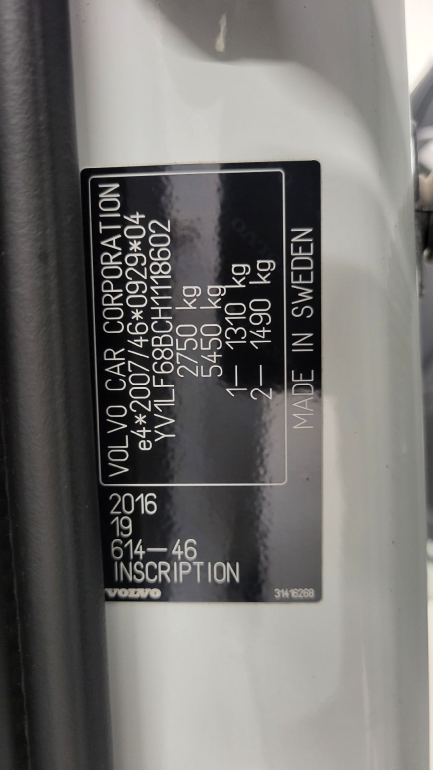 VOLVO CAR CORPORATION
e4*2007/46*0929*04
YV1LF68BCH1118602
2750 kg
5450 kg
1– 1310 kg
2– 1490 kg
MADE IN SWEDEN
2016
19
614–46
INSCRIPTION
VOLVO
31416268